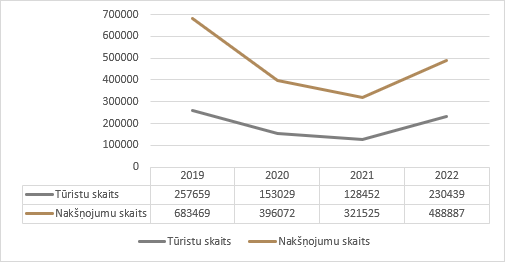 700000
600000
500000
400000
300000
200000
100000
0
2019 2020 2021 2022
Tūristu skaits 257659 153029 128452 230439
Nakšņojumu skaits 683469 396072 321525 488887
Tūristu skaits Nakšņojumu skaits